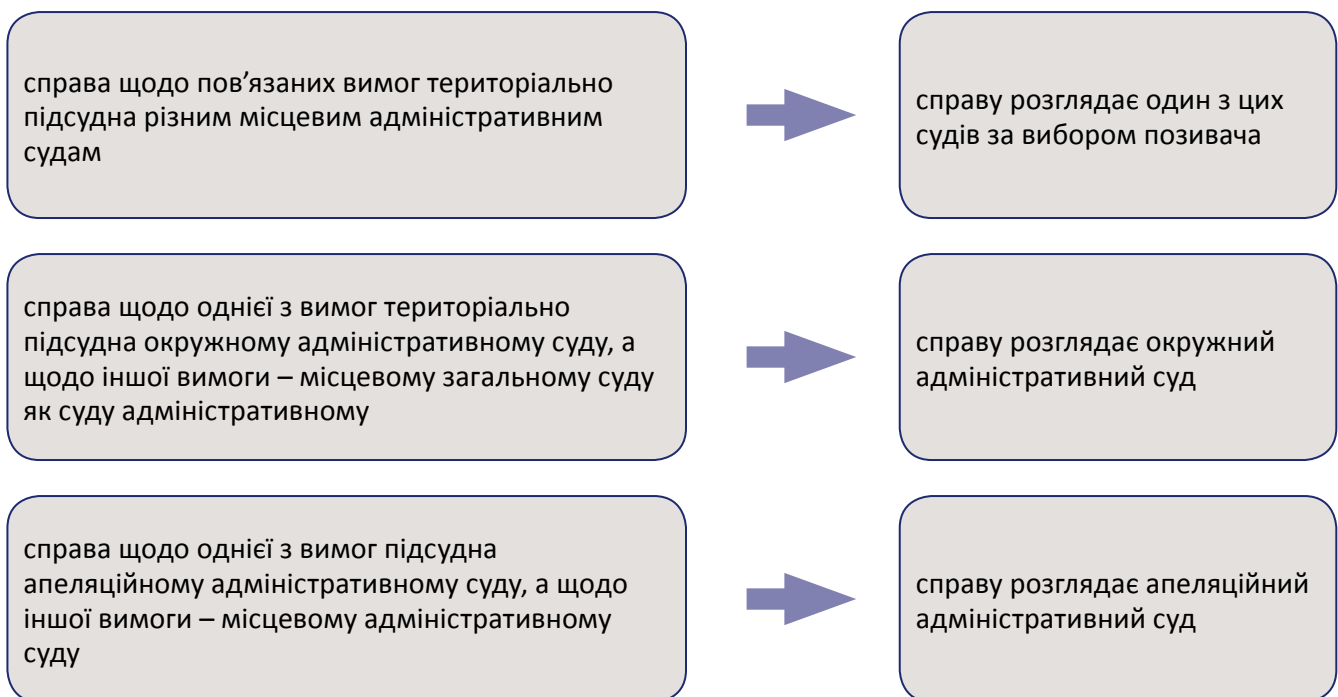 справа щодо пов’язаних вимог територіально
підсудна різним місцевим адміністративним
судам
справу розглядає один з цих
судів за вибором позивача
справа щодо однієї з вимог територіально
підсудна окружному адміністративному суду, а
щодо іншої вимоги – місцевому загальному суду
як суду адміністративному
справу розглядає окружний
адміністративний суд
справа щодо однієї з вимог підсудна
апеляційному адміністративному суду, а щодо
іншої вимоги – місцевому адміністративному
суду
справу розглядає апеляційний
адміністративний суд